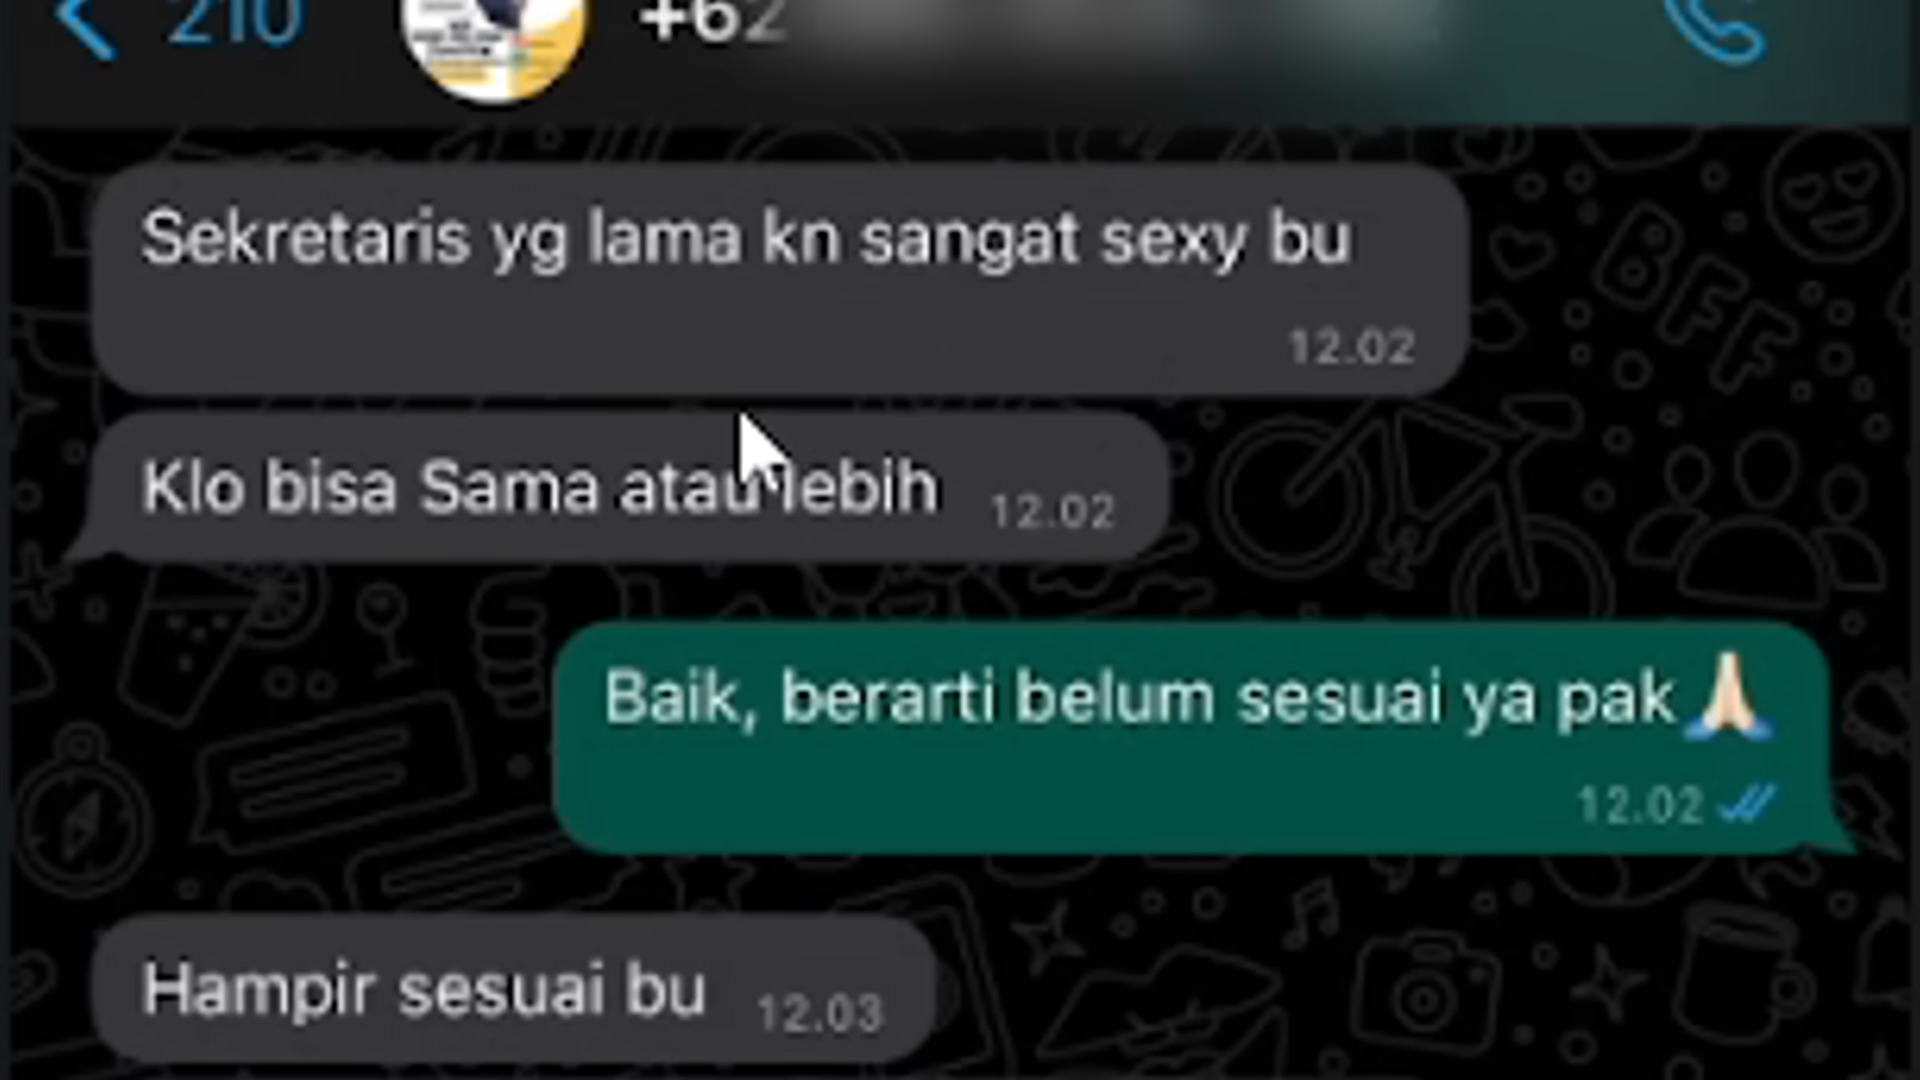 210
+62
Sekretaris yg lama kn sangat sexy bu
12.02
Klo bisa Sama atau lebih 12.02
Baik, berarti belum sesuai ya pak🙏🏻
12.02
Hampir sesuai bu 12.03